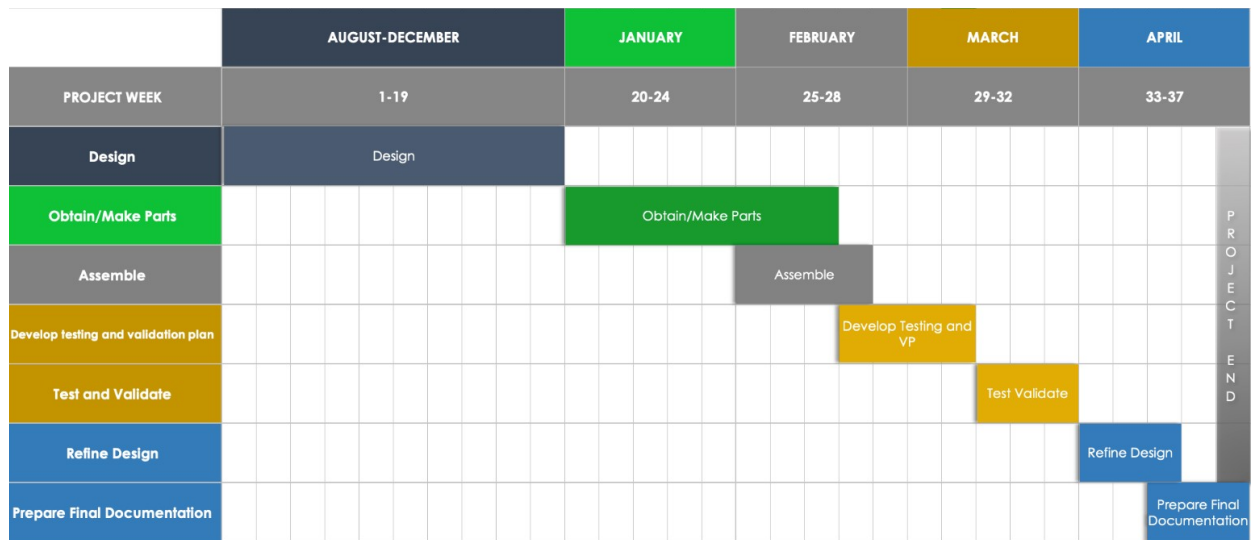 AUGUST-DECEMBER JANUARY FEBRUARY MARCH APRIL
PROJECT WEEK 1-19 20-24 25-28 29-32 33-37
Design Design
Obtain/Make Parts Obtain/Make Parts
Assemble Assemble
Develop testing and validation plan Develop Testing and
VP
Test and Validate Test Validate
Refine Design Refine Design
Prepare Final Documentation Prepare Final
Documentation
PROJECT END